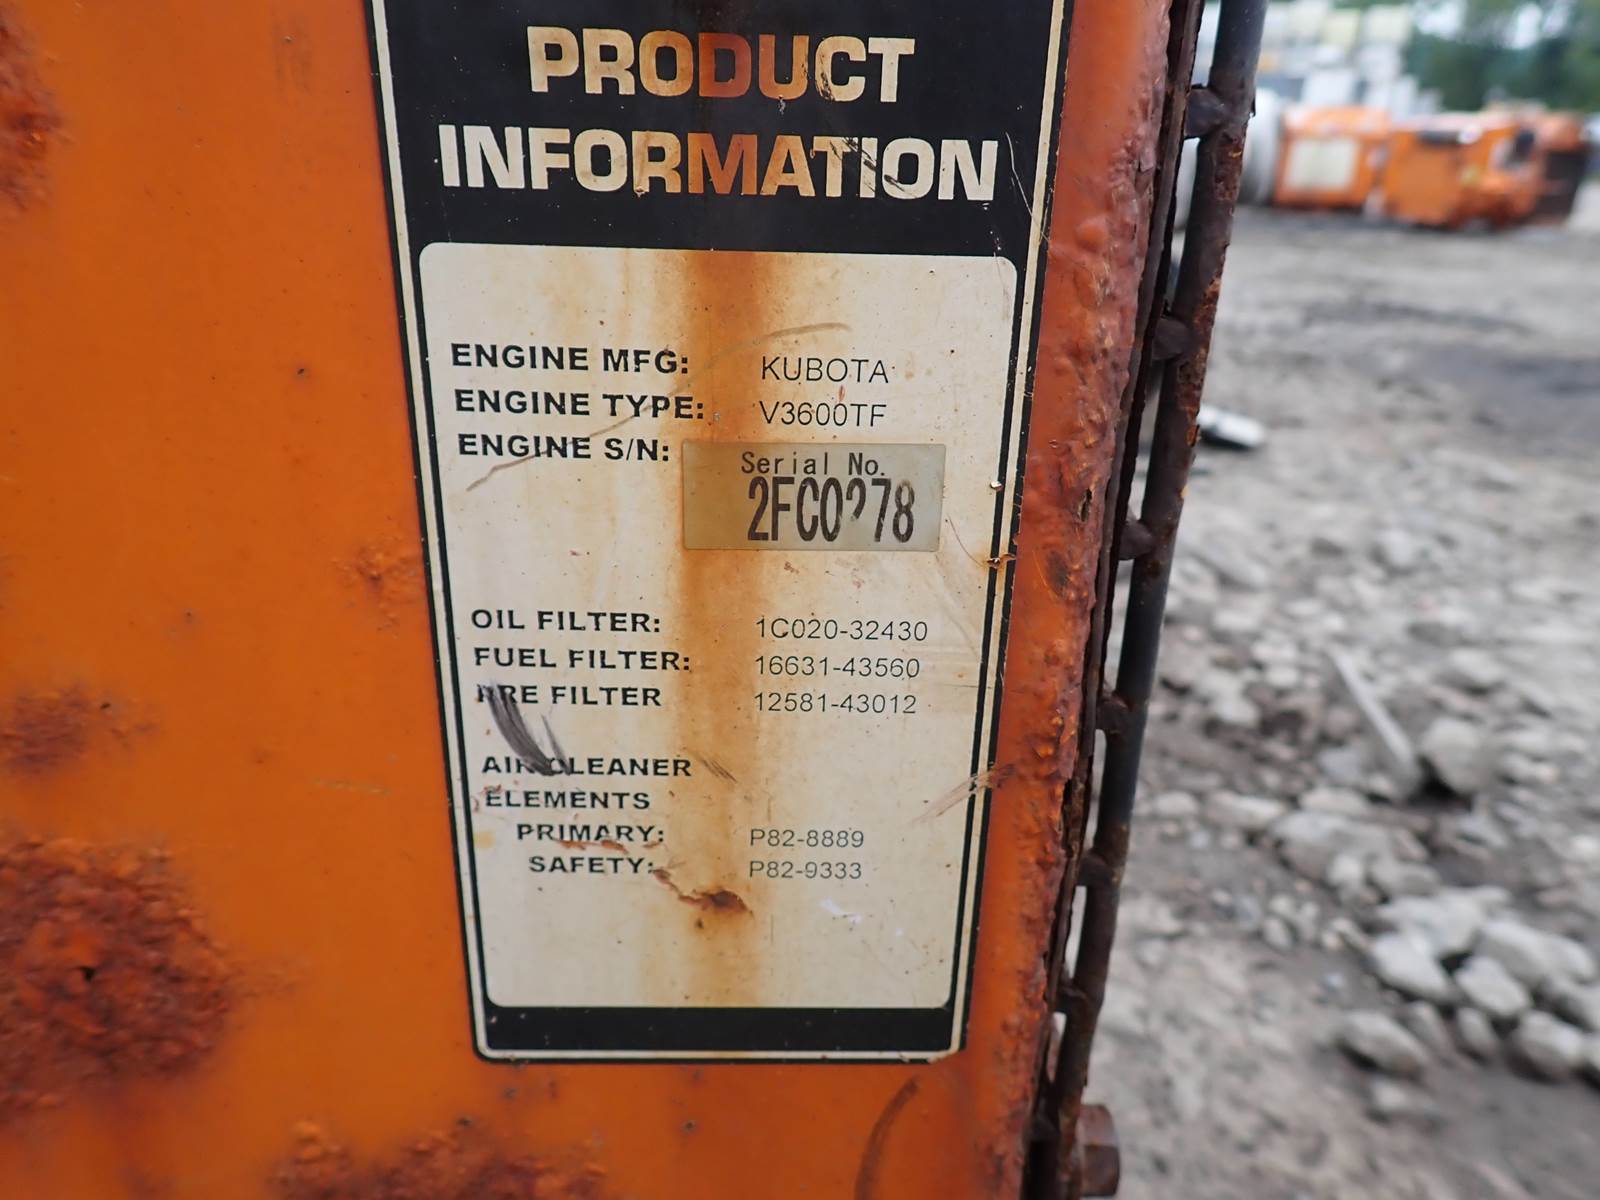 PRODUCT
INFORMATION
ENGINE MFG: KUBOTA
ENGINE TYPE: V3600TF
ENGINE S/N:
Serial No.
OIL FILTER: 1C020-32430
FUEL FILTER: 16631-43560
PRE FILTER 12581-43012
AIR CLEANER
ELEMENTS
PRIMARY: P82-8889
SAFETY: P82-9333